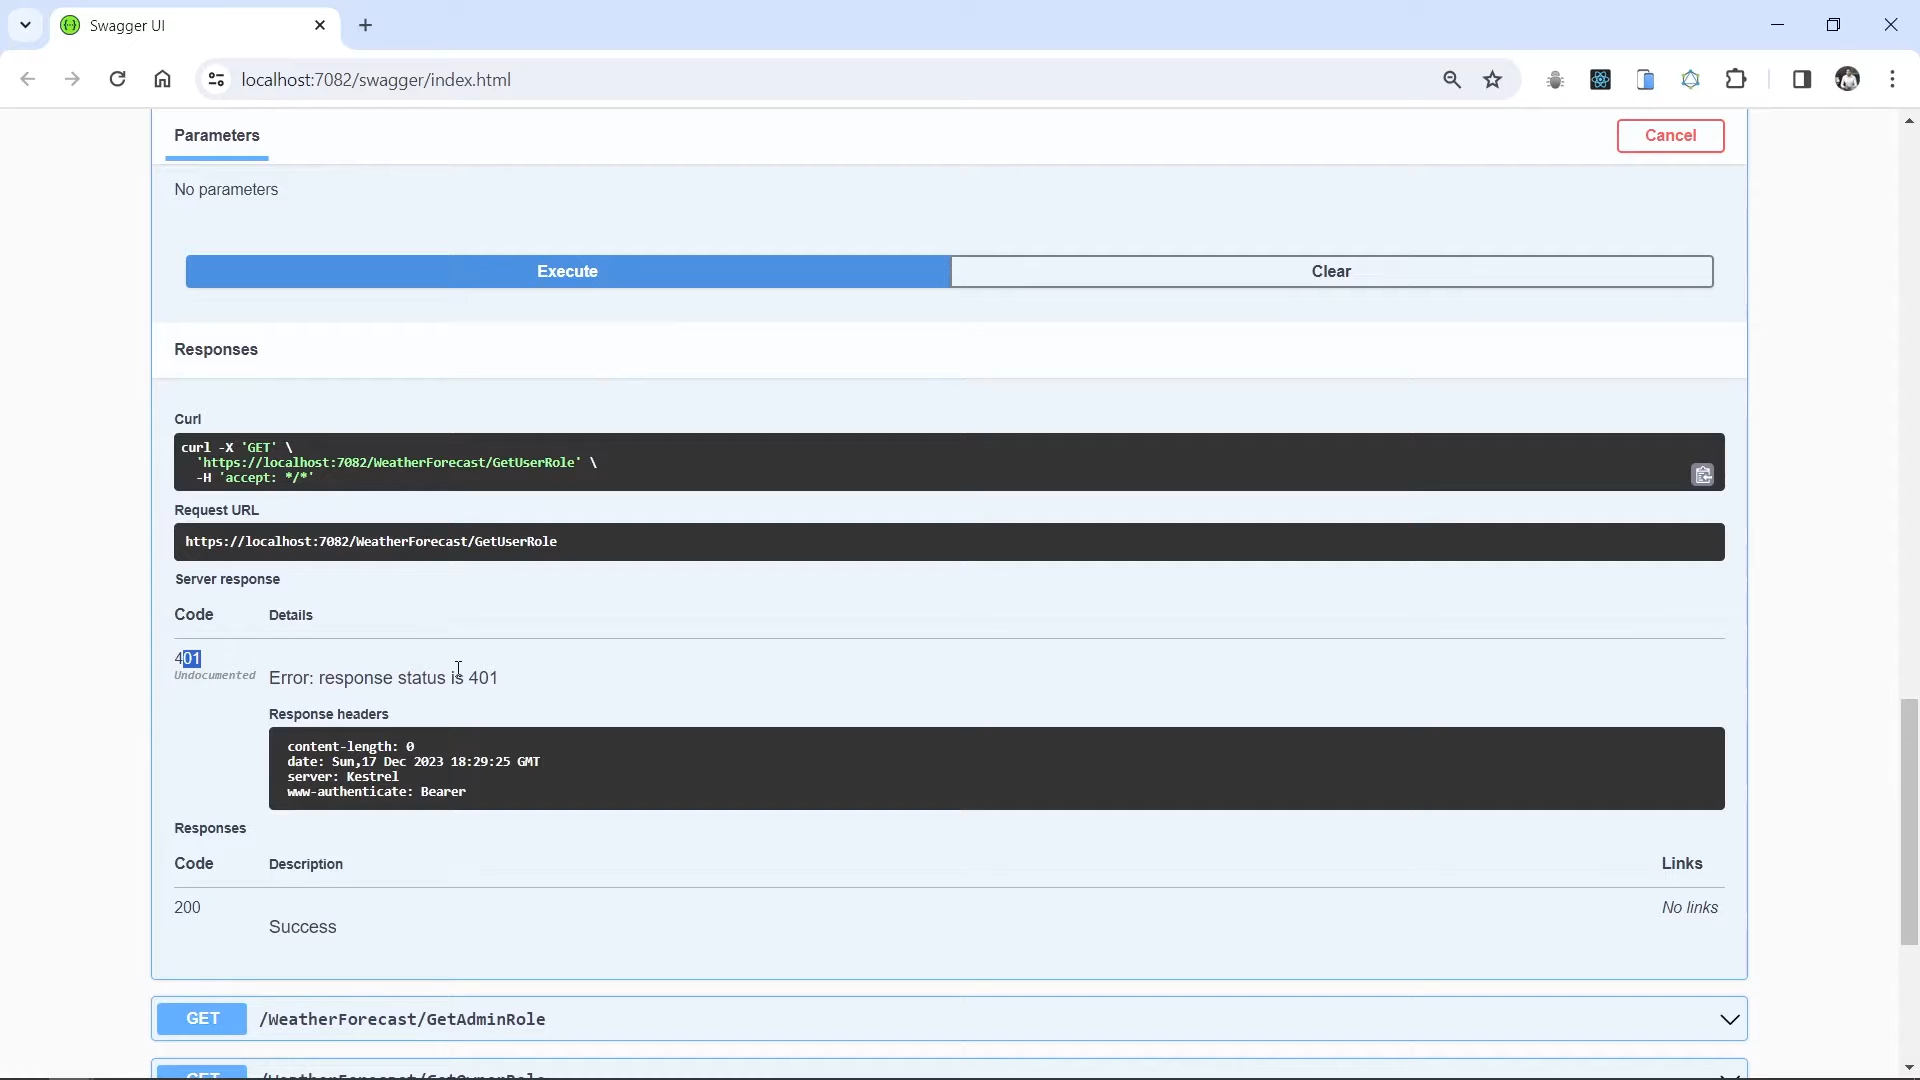 Swagger UI
localhost:7082/swagger/index.html
Parameters
Cancel
No parameters
Execute
Clear
Responses
Curl
curl -X 'GET' \
'https://localhost:7082/WeatherForecast/GetUserRole' \
-H 'accept: */*'
Request URL
https://localhost:7082/WeatherForecast/GetUserRole
Server response
Code Details
401
Undocumented
Error: response status is 401
Response headers
content-length: 0
date: Sun,17 Dec 2023 18:29:25 GMT
server: Kestrel
www-authenticate: Bearer
Responses
Code Description Links
200 No links
Success
GET /WeatherForecast/GetAdminRole
GET /WeatherForecast/GetOwnerRole